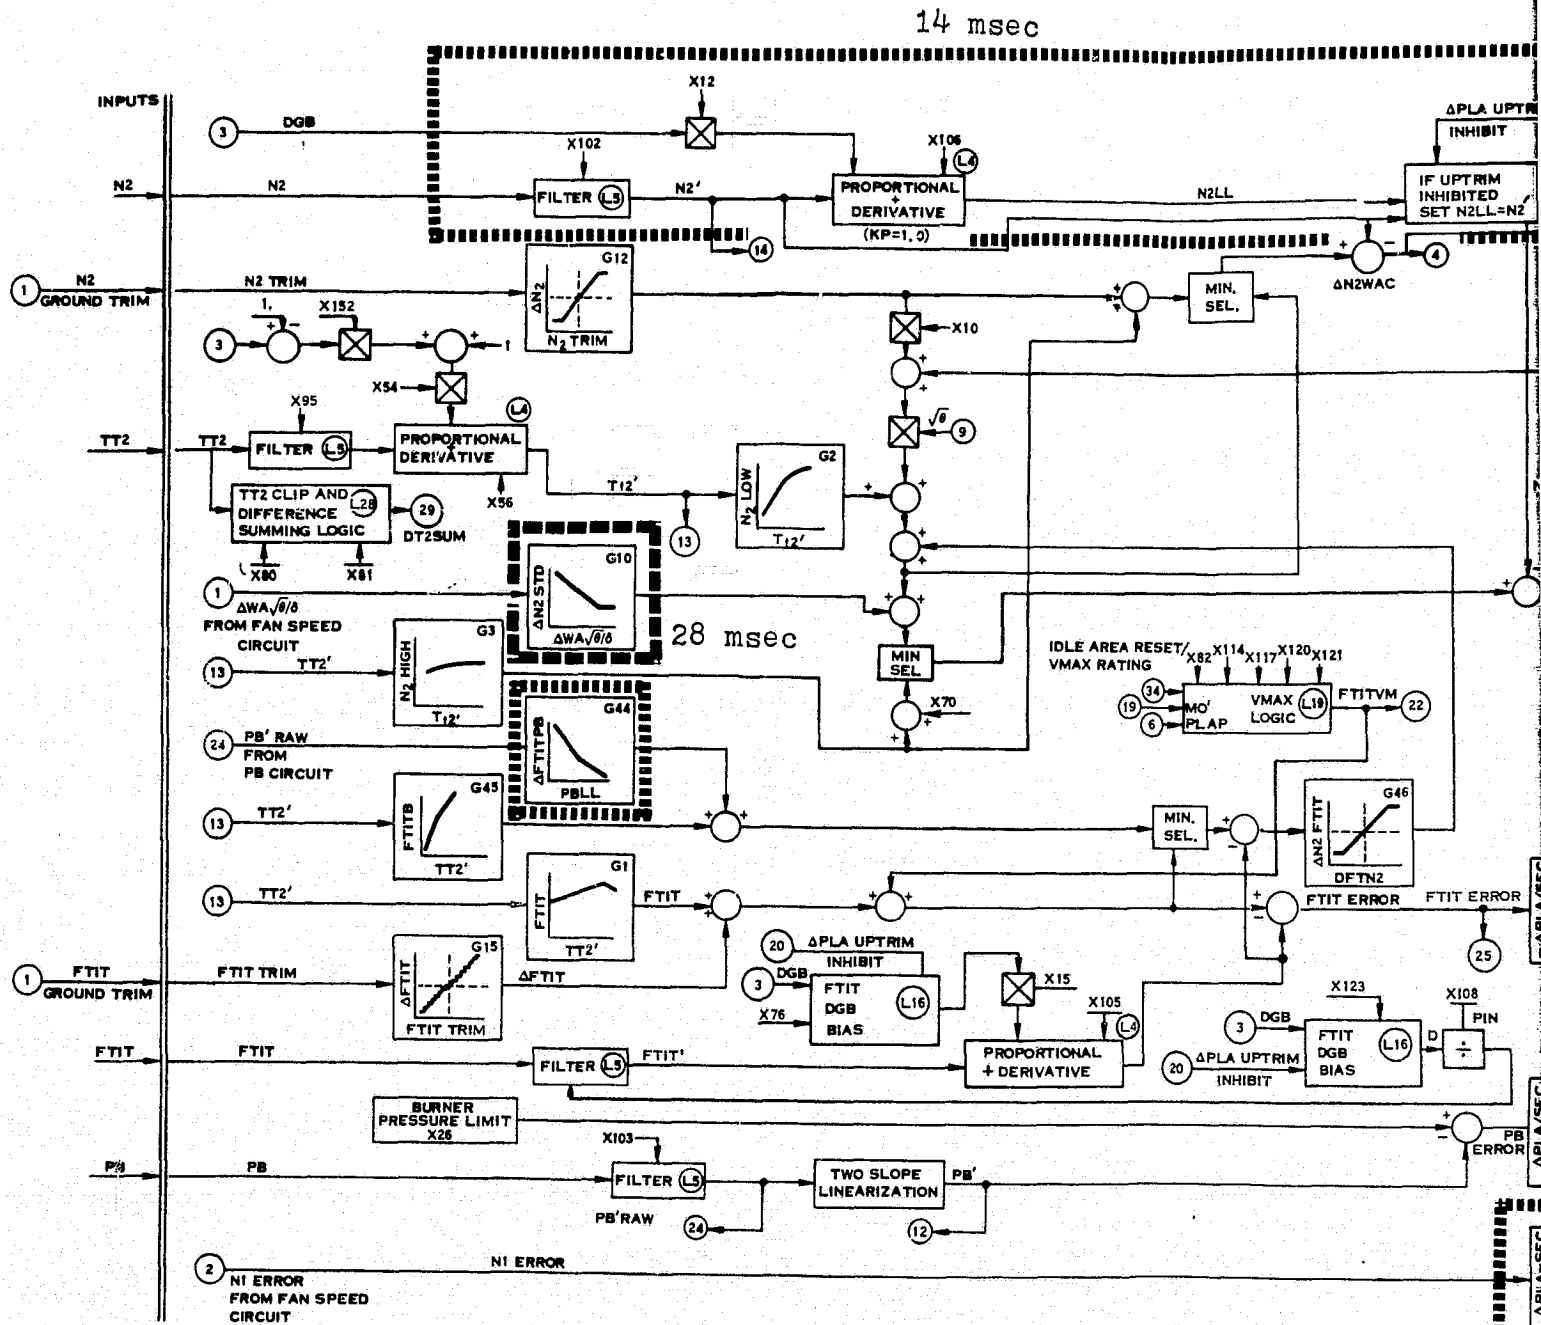 14 msec
X12
INPUTS
3
DGB
ΔPLA UPTR
INHIBIT
X102
X106
L4
N2
N2
FILTER L5
N2'
PROPORTIONAL
+
DERIVATIVE
(KP=1.0)
N2LL
IF UPTRIM
INHIBITED
SET N2LL=N2'
14
+
-
4
ΔN2WAC
1
N2
GROUND TRIM
N2 TRIM
G12
ΔN2
N2 TRIM
+
+
MIN.
SEL.
X10
1.
X152
3
+
-
+
+
1
X54
+
+
X95
L4
√θ
9
TT2
TT2
FILTER L5
PROPORTIONAL
+
DERIVATIVE
X56
Tt2'
13
G2
N2 LOW
Tt2'
+
+
TT2 CLIP AND
DIFFERENCE
SUMMING LOGIC
L28
29
DT2SUM
X80
X81
+
+
G10
ΔN2 STD
ΔWA√θ/δ
28 msec
1
ΔWA√θ/δ
FROM FAN SPEED
CIRCUIT
+
+
MIN
SEL
X70
+
+
+
13
TT2'
G3
N2 HIGH
Tt2'
IDLE AREA RESET/
VMAX RATING
X82
X114
X117
X120
X121
34
19
MO'
6
PLAP
VMAX
LOGIC
L19
FTITVM
22
24
PB' RAW
FROM
PB CIRCUIT
G44
ΔFTITPB
PBLL
13
TT2'
G45
FTITB
TT2'
+
+
MIN.
SEL.
+
-
G46
ΔN2 FTIT
DFTN2
13
TT2'
G1
FTIT
TT2'
FTIT
+
+
+
+
+
-
FTIT ERROR
FTIT ERROR
25
ΔPLA/SEC
1
FTIT
GROUND TRIM
FTIT TRIM
G15
ΔFTIT
FTIT TRIM
ΔFTIT
20
ΔPLA UPTRIM
INHIBIT
3
DGB
X76
FTIT
DGB
BIAS
L16
X15
X105
L4
PROPORTIONAL
+ DERIVATIVE
X123
X108
PIN
3
DGB
20
ΔPLA UPTRIM
INHIBIT
FTIT
DGB
BIAS
L16
D
÷
FTIT
FTIT
FILTER L5
FTIT'
BURNER
PRESSURE LIMIT
X26
+
-
PB
ERROR
ΔPLA/SEC
PB
PB
X103
FILTER L5
PB'RAW
24
TWO SLOPE
LINEARIZATION
PB'
12
2
N1 ERROR
FROM FAN SPEED
CIRCUIT
N1 ERROR
ΔPLA-SEC